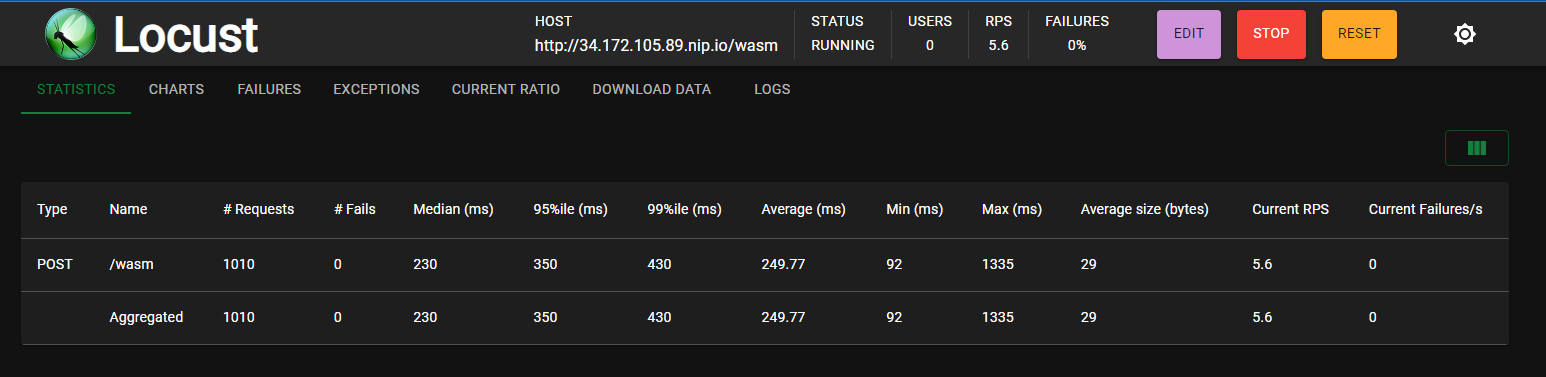 Locust
HOST
http://34.172.105.89.nip.io/wasm
STATUS
RUNNING
USERS
0
RPS
5.6
FAILURES
0%
EDIT
STOP
RESET
STATISTICS CHARTS FAILURES EXCEPTIONS CURRENT RATIO DOWNLOAD DATA LOGS
Type Name # Requests # Fails Median (ms) 95%ile (ms) 99%ile (ms) Average (ms) Min (ms) Max (ms) Average size (bytes) Current RPS Current Failures/s
POST /wasm 1010 0 230 350 430 249.77 92 1335 29 5.6 0
Aggregated 1010 0 230 350 430 249.77 92 1335 29 5.6 0